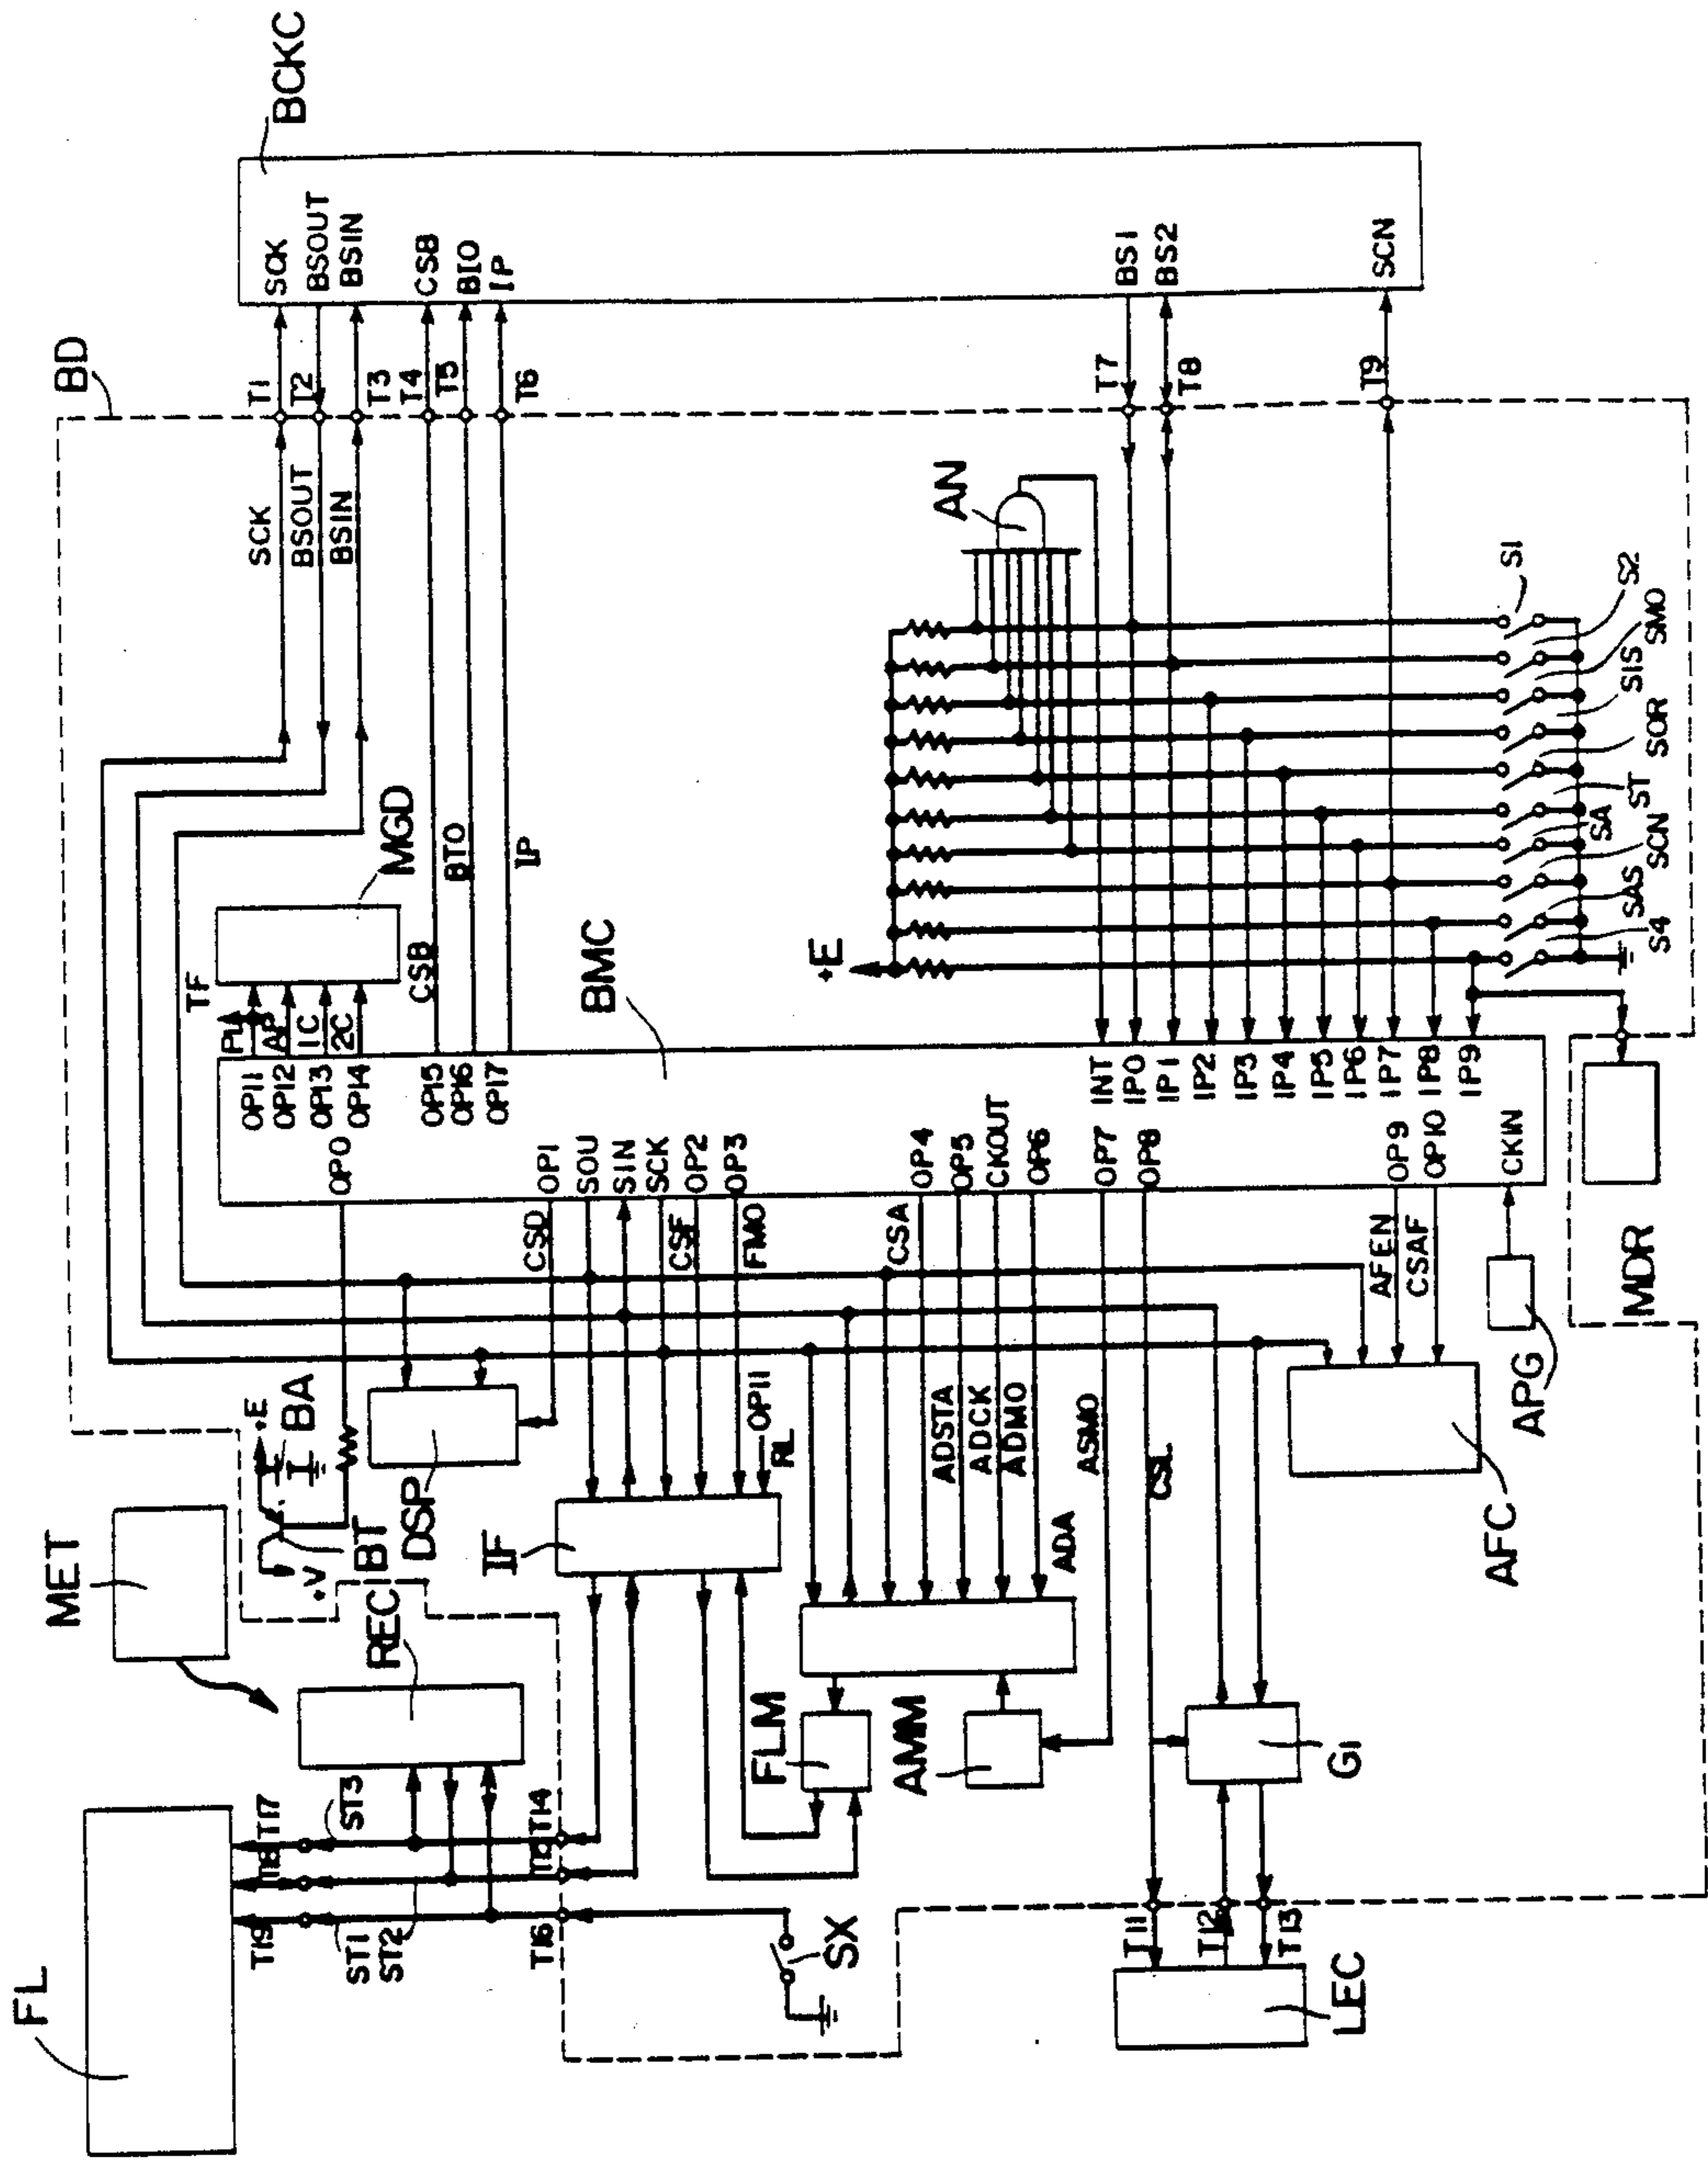 BCKC
SCK
BSOUT
BSIN
CSB
BIO
IP
BS1
BS2
SCN
BD
T1
T2
T3
T4
T5
T6
T7
T8
T9
SCK
BSOUT
BSIN
MGD
TF
PL
AP
1C
2C
CSB
BTO
IP
BMC
AN
+E
S1
S2
SMO
SIS
SOR
ST
SA
SCN
SAS
S4
OP11
OP12
OP13
OP14
OP15
OP16
OP17
INT
IP0
IP1
IP2
IP3
IP4
IP5
IP6
IP7
IP8
IP9
OP0
OP1
SOU
SIN
SCK
OP2
OP3
OP4
OP5
CKOUT
OP6
OP7
OP8
OP9
OP10
CKIN
CSD
CSF
FMO
CSA
ADSTA
ADCK
ADMO
ASMO
CSL
AFEN
CSAF
MDR
APG
AFC
+E
BA
BT
+V
DSP
IF
OP11
RL
ADA
MET
REC
FLM
AMM
G1
FL
T17
T18
T19
ST3
ST1
ST2
T14
T16
SX
T11
T12
T13
LEC